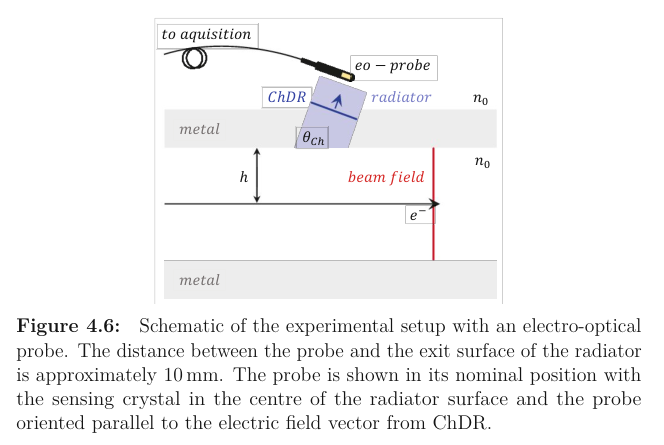 to aquisition
eo − probe
ChDR
radiator
n₀
metal
θCh
n₀
h
beam field
e⁻
metal
Figure 4.6: Schematic of the experimental setup with an electro-optical
probe. The distance between the probe and the exit surface of the radiator
is approximately 10 mm. The probe is shown in its nominal position with
the sensing crystal in the centre of the radiator surface and the probe
oriented parallel to the electric field vector from ChDR.